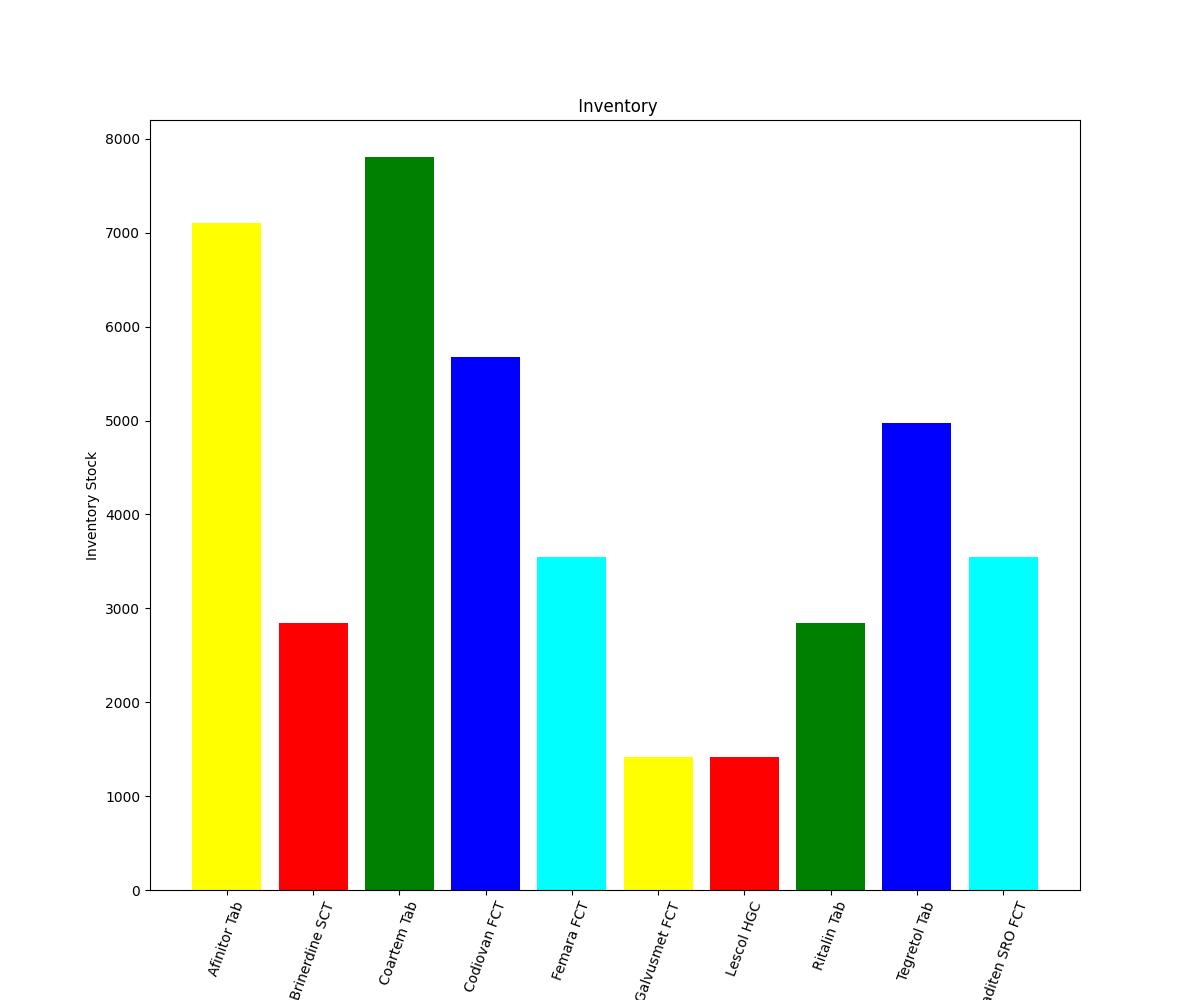 Inventory
8000
7000
6000
5000
4000
3000
2000
1000
0
Inventory Stock
Afinitor Tab
Brinerdine SCT
Coartem Tab
Codiovan FCT
Femara FCT
Galvusmet FCT
Lescol HGC
Ritalin Tab
Tegretol Tab
SRO FCT